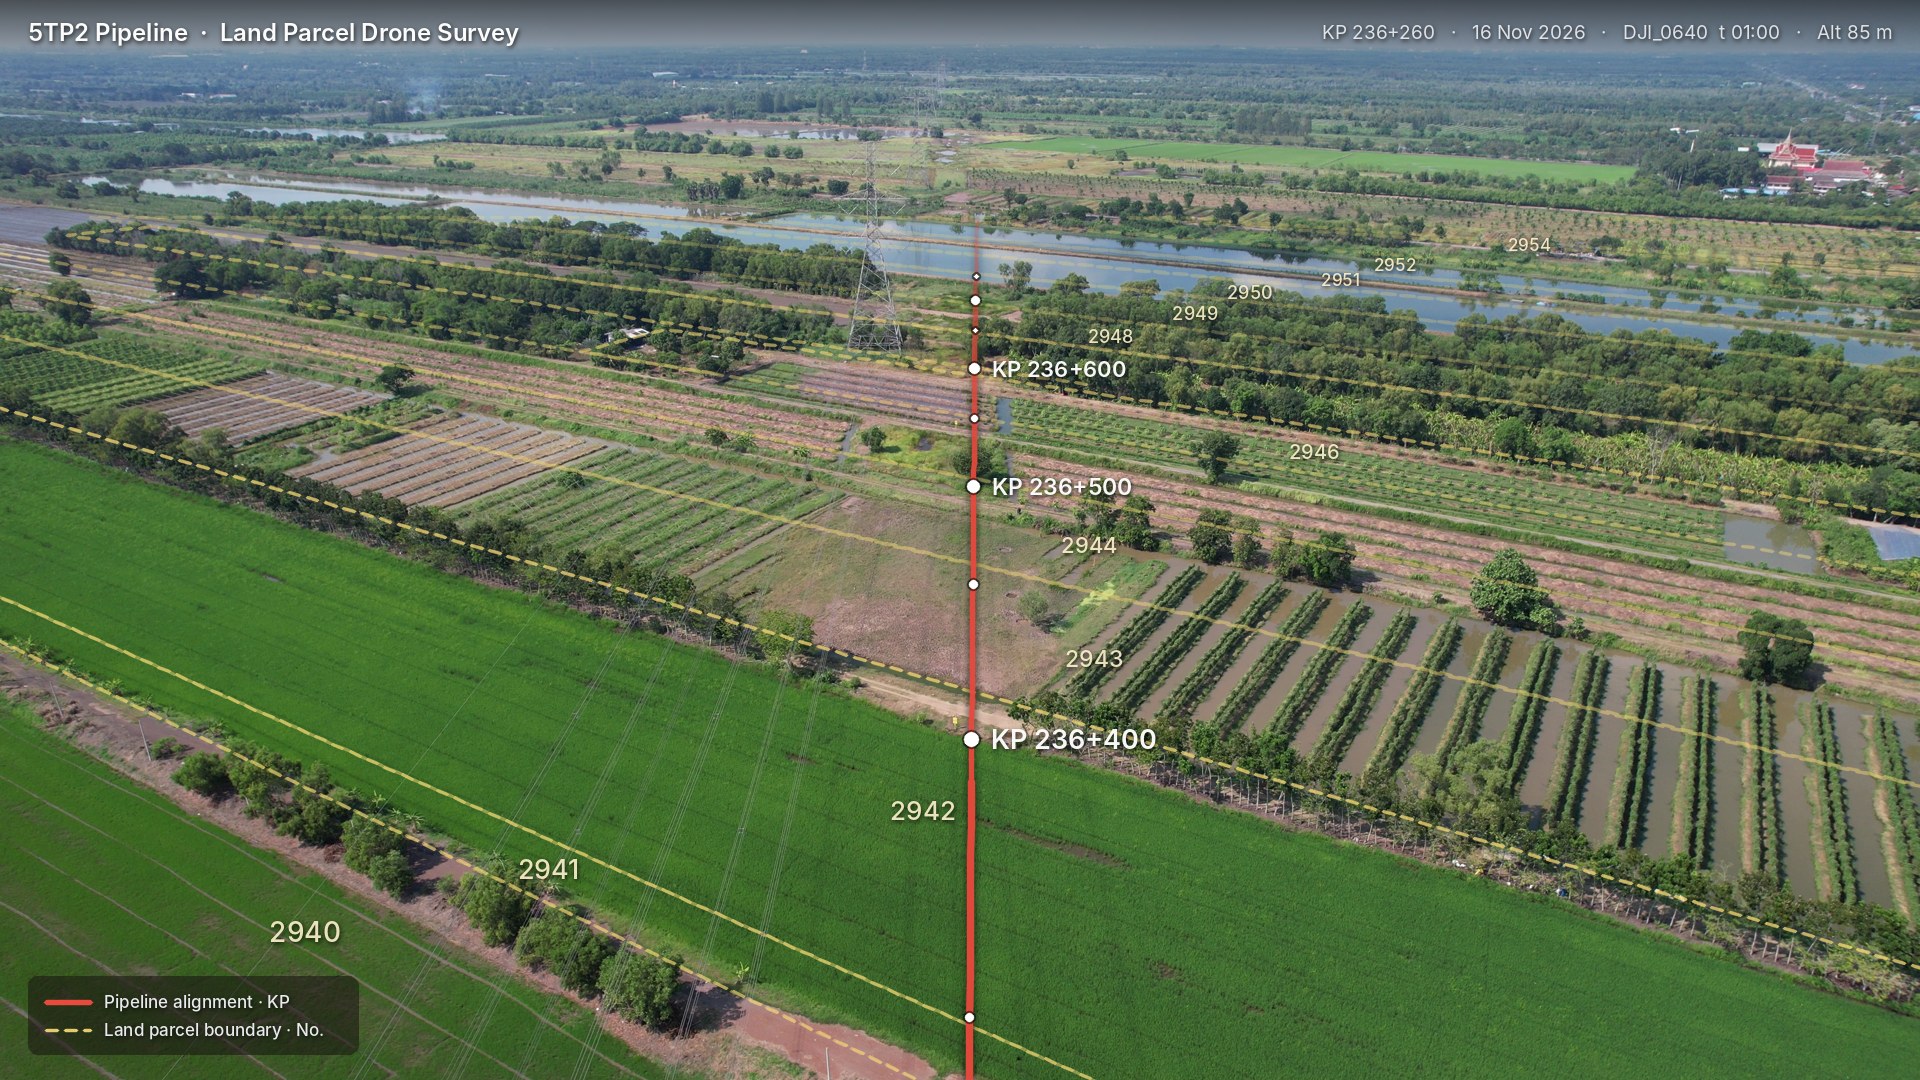 5TP2 Pipeline · Land Parcel Drone Survey
KP 236+260 · 16 Nov 2026 · DJI_0640 t 01:00 · Alt 85 m
2954
2952
2951
2950
2949
2948
KP 236+600
2946
KP 236+500
2944
2943
KP 236+400
2942
2941
2940
Pipeline alignment · KP
Land parcel boundary · No.